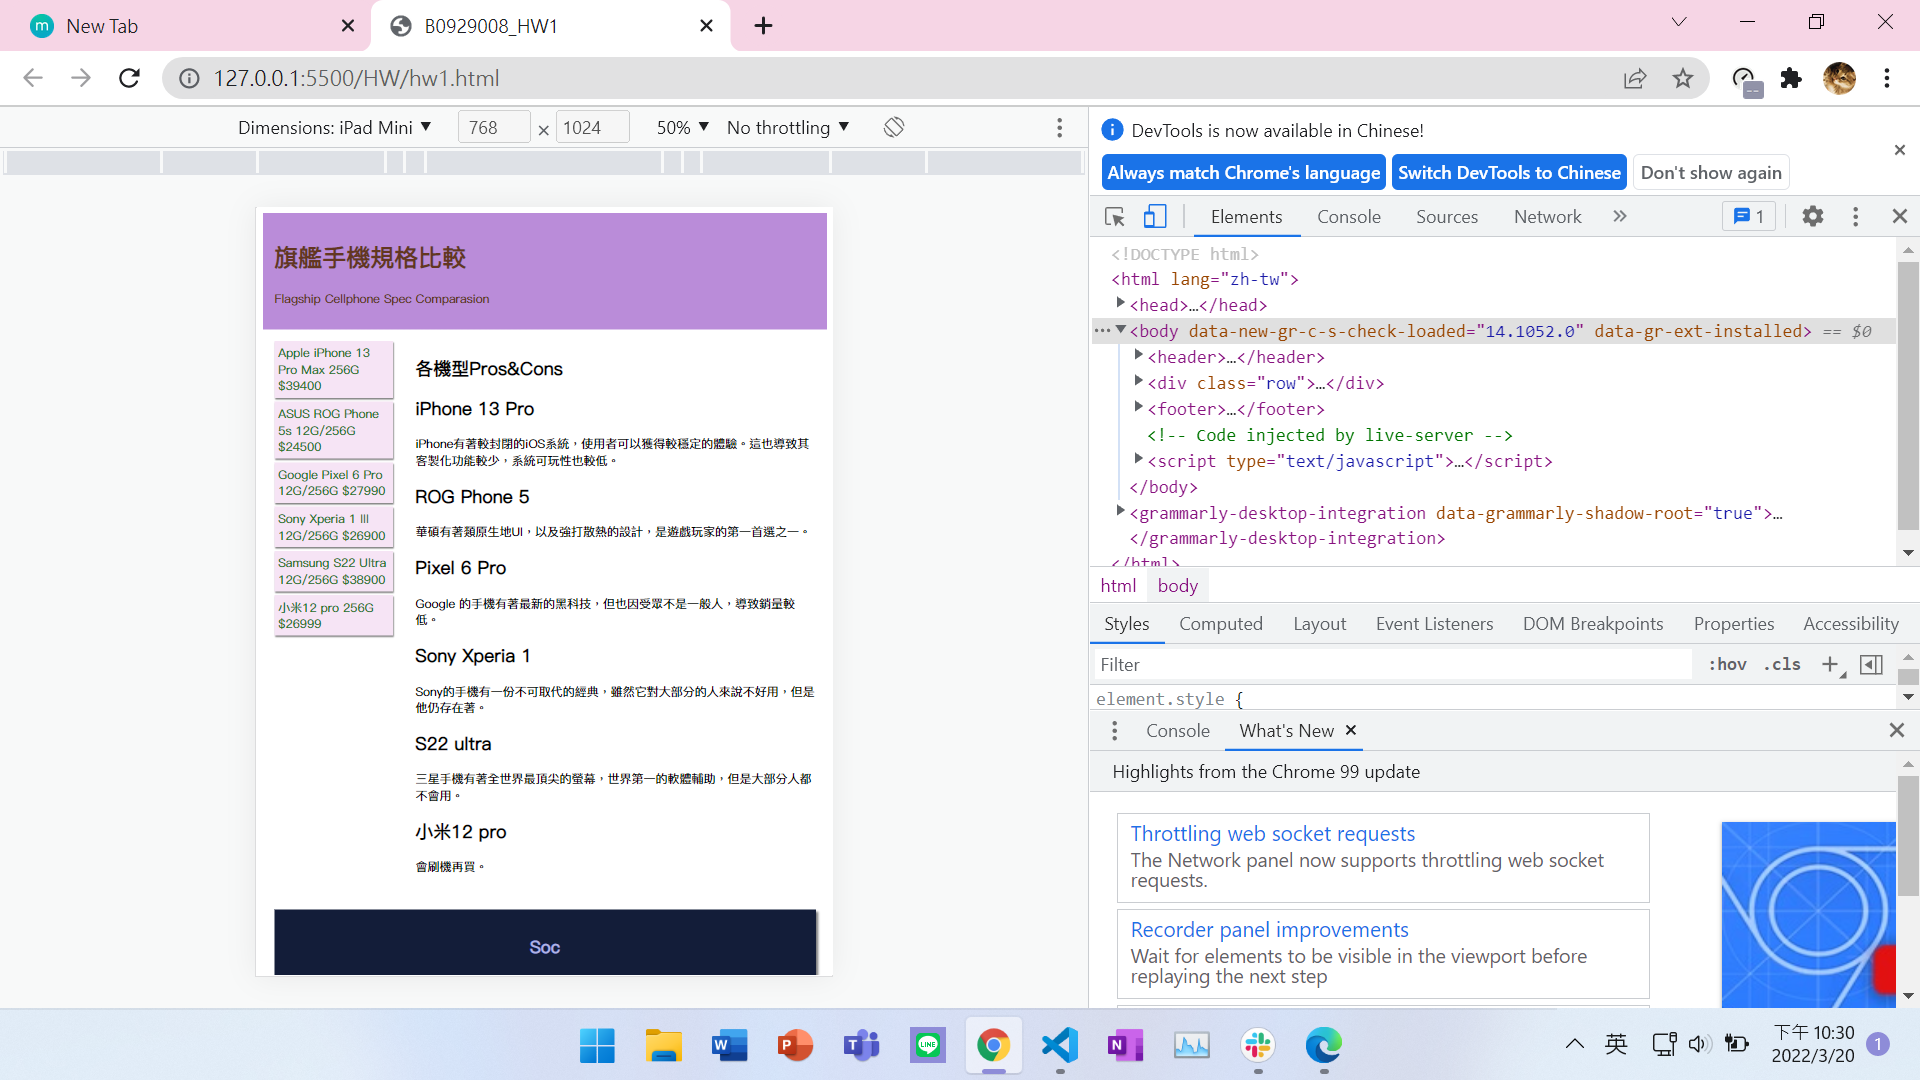 New Tab
B0929008_HW1
127.0.0.1:5500/HW/hw1.html
Dimensions: iPad Mini
768 × 1024
50%
No throttling
旗艦手機規格比較
Flagship Cellphone Spec Comparasion
Apple iPhone 13
Pro Max 256G
$39400
ASUS ROG Phone
5s 12G/256G
$24500
Google Pixel 6 Pro
12G/256G $27990
Sony Xperia 1 III
12G/256G $26900
Samsung S22 Ultra
12G/256G $38900
小米12 pro 256G
$26999
各機型Pros&Cons
iPhone 13 Pro
iPhone有著較封閉的iOS系統，使用者可以獲得較穩定的體驗。這也導致其
客製化功能較少，系統可玩性也較低。
ROG Phone 5
華碩有著類原生地UI，以及強打散熱的設計，是遊戲玩家的第一首選之一。
Pixel 6 Pro
Google 的手機有著最新的黑科技，但也因受眾不是一般人，導致銷量較
低。
Sony Xperia 1
Sony的手機有一份不可取代的經典，雖然它對大部分的人來說不好用，但是
他仍存在著。
S22 ultra
三星手機有著全世界最頂尖的螢幕，世界第一的軟體輔助，但是大部分人都
不會用。
小米12 pro
會刷機再買。
Soc
DevTools is now available in Chinese!
Always match Chrome's language
Switch DevTools to Chinese
Don't show again
Elements
Console
Sources
Network
1
<!DOCTYPE html>
<html lang="zh-tw">
<head>…</head>
<body data-new-gr-c-s-check-loaded="14.1052.0" data-gr-ext-installed> == $0
<header>…</header>
<div class="row">…</div>
<footer>…</footer>
<!-- Code injected by live-server -->
<script type="text/javascript">…</script>
</body>
<grammarly-desktop-integration data-grammarly-shadow-root="true">…
</grammarly-desktop-integration>
</html>
html
body
Styles
Computed
Layout
Event Listeners
DOM Breakpoints
Properties
Accessibility
Filter
:hov
.cls
element.style {
Console
What's New
Highlights from the Chrome 99 update
Throttling web socket requests
The Network panel now supports throttling web socket
requests.
Recorder panel improvements
Wait for elements to be visible in the viewport before
replaying the next step
英
下午 10:30
2022/3/20
1